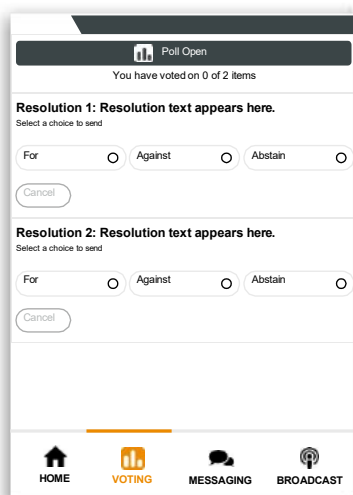 Poll Open
You have voted on 0 of 2 items
Resolution 1: Resolution text appears here.
Select a choice to send
For Against Abstain
Cancel
Resolution 2: Resolution text appears here.
Select a choice to send
For Against Abstain
Cancel
HOME VOTING MESSAGING BROADCAST